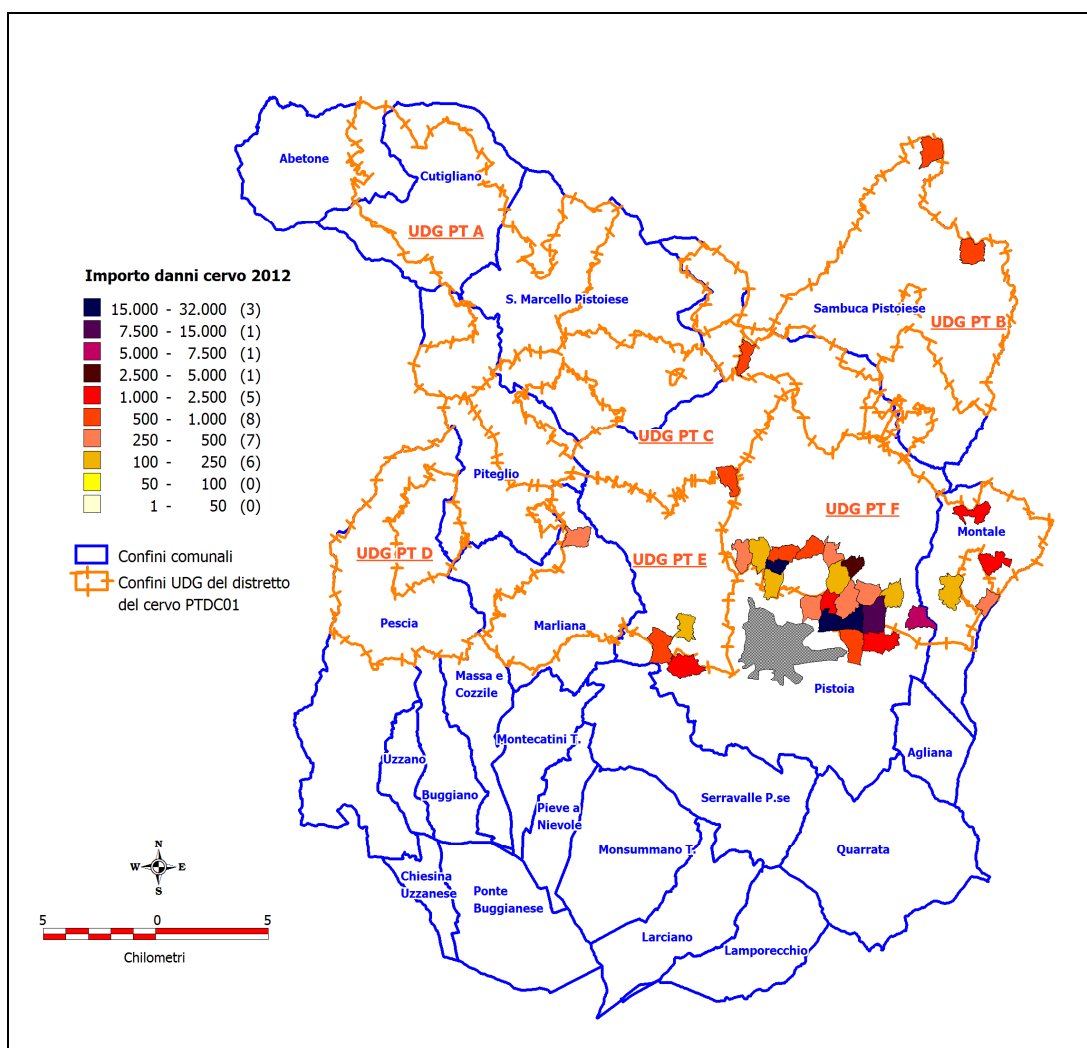 Abetone
Cutigliano
UDG PT A
Importo danni cervo 2012
15.000 - 32.000 (3)
7.500 - 15.000 (1)
5.000 - 7.500 (1)
2.500 - 5.000 (1)
1.000 - 2.500 (5)
500 - 1.000 (8)
250 - 500 (7)
100 - 250 (6)
50 - 100 (0)
1 - 50 (0)
Confini comunali
Confini UDG del distretto
del cervo PTDC01
S. Marcello Pistoiese
Sambuca Pistoiese
UDG PT B
UDG PT C
Piteglio
UDG PT F
Montale
UDG PT D
UDG PT E
Pescia
Marliana
Massa e
Cozzile
Pistoia
Montecatini T.
Agliana
Uzzano
Buggiano
Pieve a
Nievole
Serravalle P.se
Monsummano T.
Quarrata
Chiesina
Uzzanese
Ponte
Buggianese
Larciano
Lamporecchio
N
W E
S
5 0 5
Chilometri